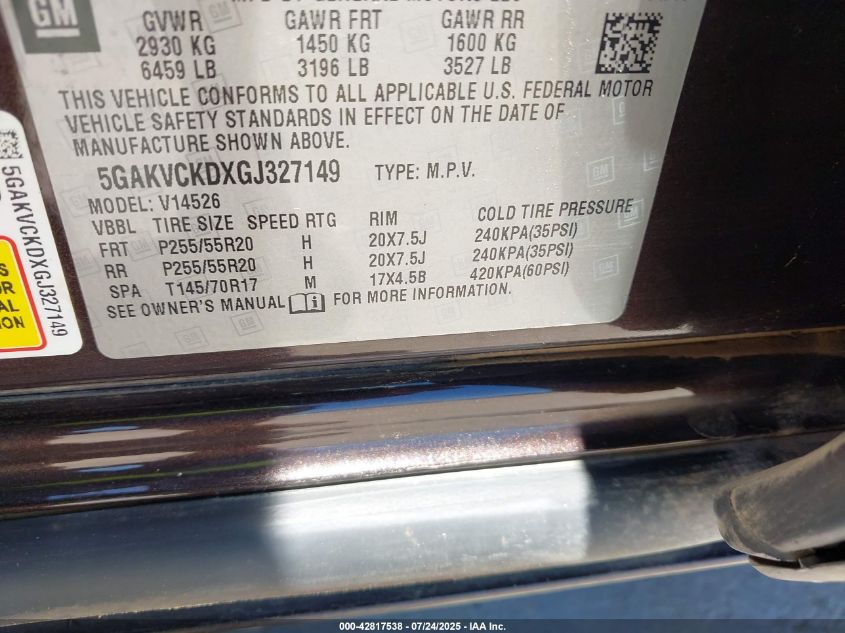 GM
GVWR GAWR FRT GAWR RR
2930 KG 1450 KG 1600 KG
6459 LB 3196 LB 3527 LB
THIS VEHICLE CONFORMS TO ALL APPLICABLE U.S. FEDERAL MOTOR
VEHICLE SAFETY STANDARDS IN EFFECT ON THE DATE OF
MANUFACTURE SHOWN ABOVE.
5GAKVCKDXGJ327149 TYPE: M.P.V.
MODEL: V14526
VBBL TIRE SIZE SPEED RTG RIM COLD TIRE PRESSURE
FRT P255/55R20 H 20X7.5J 240KPA(35PSI)
RR P255/55R20 H 20X7.5J 240KPA(35PSI)
SPA T145/70R17 M 17X4.5B 420KPA(60PSI)
SEE OWNER'S MANUAL FOR MORE INFORMATION.
5GAKVCKDXGJ327149
000-42817538 - 07/24/2025 - IAA Inc.